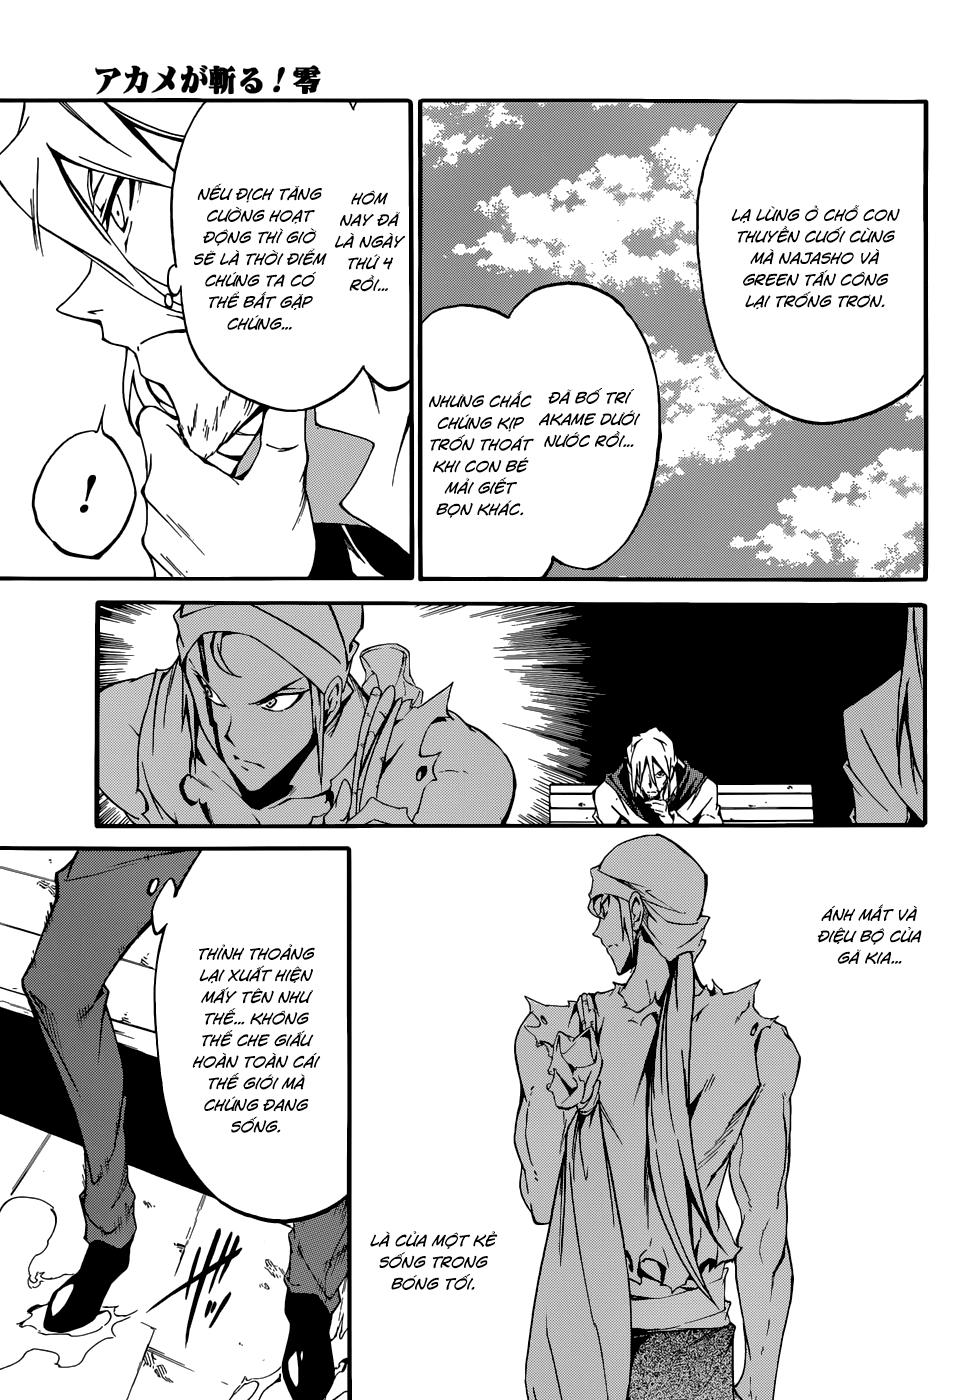 アカメが斬る！零
LẠ LÙNG Ở CHỔ CON
THUYỀN CUỐI CÙNG
MÀ NAJASHO VÀ
GREEN TẤN CÔNG
LẠI TRỐNG TRƠN.
ĐÃ BỐ TRÍ
AKAME DƯỚI
NƯỚC RỒI...
NHƯNG CHẮC
CHÚNG KỊP
TRỐN THOÁT
KHI CON BÉ
MẢI GIẾT
BỌN KHÁC.
HÔM
NAY ĐÃ
LÀ NGÀY
THỨ 4
RỒI...
NẾU ĐỊCH TĂNG
CƯỜNG HOẠT
ĐỘNG THÌ GIỜ
SẼ LÀ THỜI ĐIỂM
CHÚNG TA CÓ
THỂ BẮT GẶP
CHÚNG...
!
ÁNH MẮT VÀ
ĐIỆU BỘ CỦA
GÃ KIA...
LÀ CỦA MỘT KẺ
SỐNG TRONG
BÓNG TỐI.
THỈNH THOẢNG
LẠI XUẤT HIỆN
MẤY TÊN NHƯ
THẾ... KHÔNG
THỂ CHE GIẤU
HOÀN TOÀN CÁI
THẾ GIỚI MÀ
CHÚNG ĐANG
SỐNG.